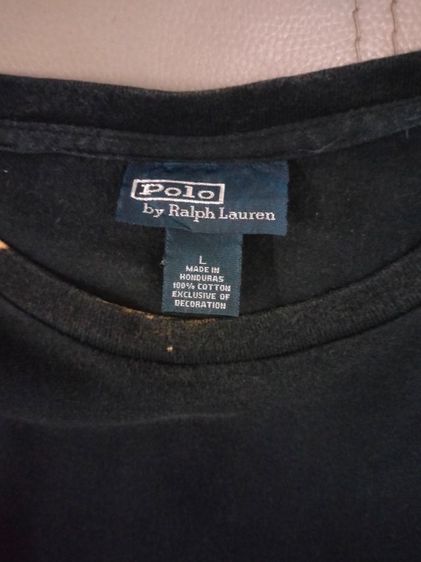 Polo
by Ralph Lauren
L
MADE IN
HONDURAS
100% COTTON
EXCLUSIVE OF
DECORATION